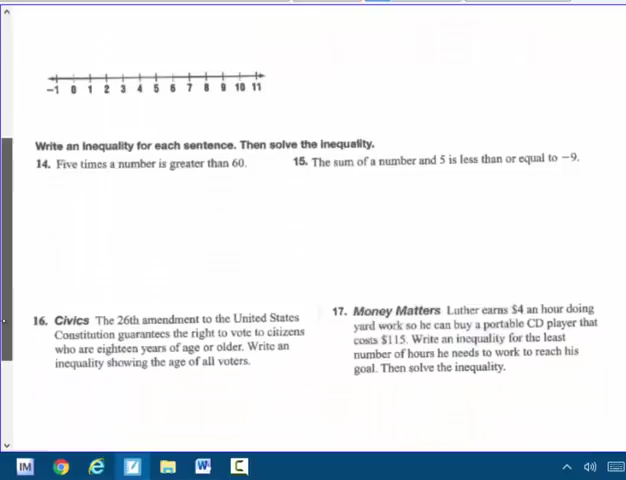 −1 0 1 2 3 4 5 6 7 8 9 10 11
Write an inequality for each sentence. Then solve the inequality.
14. Five times a number is greater than 60.
15. The sum of a number and 5 is less than or equal to −9.
16. Civics The 26th amendment to the United States
Constitution guarantees the right to vote to citizens
who are eighteen years of age or older. Write an
inequality showing the age of all voters.
17. Money Matters Luther earns $4 an hour doing
yard work so he can buy a portable CD player that
costs $115. Write an inequality for the least
number of hours he needs to work to reach his
goal. Then solve the inequality.
IM